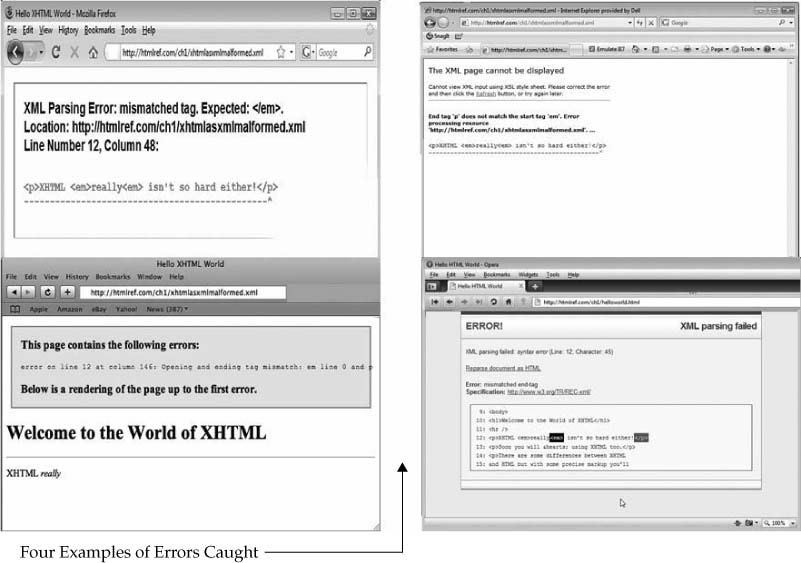 Hello XHTML World - Mozilla Firefox
File Edit View History Bookmarks Tools Help
http://htmlref.com/ch1/xhtmlasxmlmalformed.xml
Google
XML Parsing Error: mismatched tag. Expected: </em>.
Location: http://htmlref.com/ch1/xhtmlasxmlmalformed.xml
Line Number 12, Column 48:
<p>XHTML <em>really<em> isn't so hard either!</p>
-----------------------------------------------^
http://htmlref.com/ch1/xhtmlasxmlmalformed.xml - Internet Explorer provided by Dell
http://htmlref.com/ch1/xhtmlasxmlmalformed.xml
Google
SnagIt
Favorites
http://htmlref.com/ch1/xhtm...
Emulate IE7
Page
Tools
The XML page cannot be displayed
Cannot view XML input using XSL style sheet. Please correct the error
and then click the Refresh button, or try again later.
End tag 'p' does not match the start tag 'em'. Error
processing resource
'http://htmlref.com/ch1/xhtmlasxmlmalformed.xml'. ...
<p>XHTML <em>really<em> isn't so hard either!</p>
-----------------------------------------------^
Hello XHTML World
File Edit View History Bookmarks Window Help
http://htmlref.com/ch1/xhtmlasxmlmalformed.xml
Apple Amazon eBay Yahoo! News (387)
This page contains the following errors:
error on line 12 at column 146: Opening and ending tag mismatch: em line 0 and p
Below is a rendering of the page up to the first error.
Welcome to the World of XHTML
XHTML really
Hello HTML World - Opera
File Edit View Bookmarks Widgets Tools Help
Hello HTML World
http://htmlref.com/ch1/helloworld.html
ERROR!
XML parsing failed
XML parsing failed: syntax error (Line: 12, Character: 45)
Reparse document as HTML
Error: mismatched end-tag
Specification: http://www.w3.org/TR/REC-xml/
9: <body>
10: <h1>Welcome to the World of XHTML</h1>
11: <hr />
12: <p>XHTML <em>really<em> isn't so hard either!</p>
13: <p>Soon you will ahearts: using XHTML too.</p>
14: <p>There are some differences between XHTML
15: and HTML but with some precise markup you'll
100%
Four Examples of Errors Caught